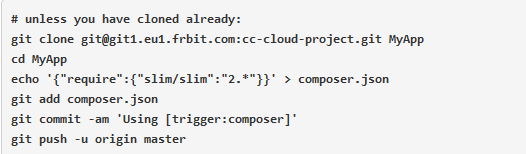 # unless you have cloned already:
git clone git@git1.eu1.frbit.com:cc-cloud-project.git MyApp
cd MyApp
echo '{"require":{"slim/slim":"2.*"}}' > composer.json
git add composer.json
git commit -am 'Using [trigger:composer]'
git push -u origin master